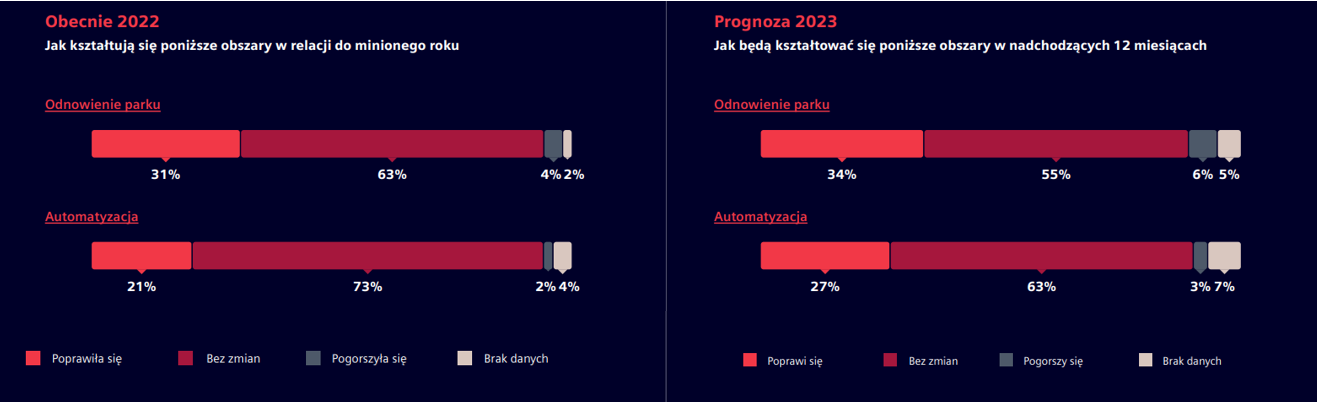 Obecnie 2022
Jak kształtują się poniższe obszary w relacji do minionego roku
Odnowienie parku
31% 63% 4% 2%
Automatyzacja
21% 73% 2% 4%
Poprawiła się Bez zmian Pogorszyła się Brak danych
Prognoza 2023
Jak będą kształtować się poniższe obszary w nadchodzących 12 miesiącach
Odnowienie parku
34% 55% 6% 5%
Automatyzacja
27% 63% 3% 7%
Poprawi się Bez zmian Pogorszy się Brak danych